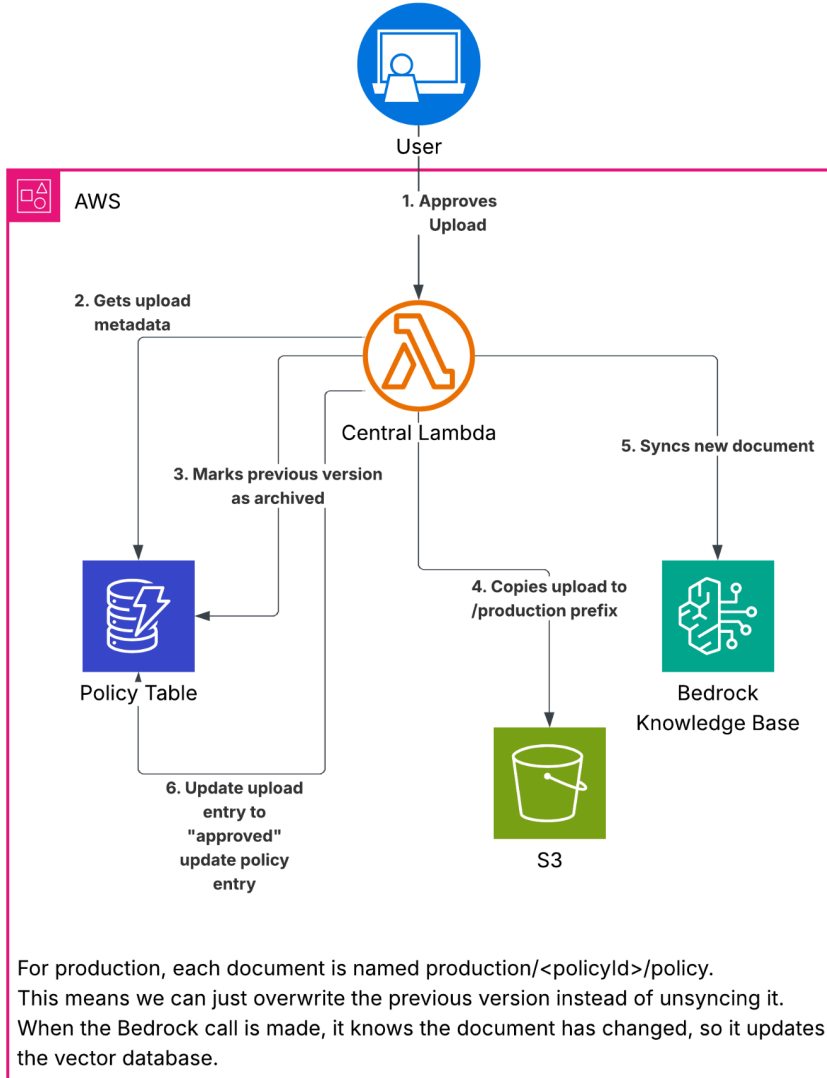 User
AWS
1. Approves
Upload
2. Gets upload
metadata
Central Lambda
3. Marks previous version
as archived
5. Syncs new document
4. Copies upload to
/production prefix
Policy Table
Bedrock
Knowledge Base
6. Update upload
entry to
"approved"
update policy
entry
S3
For production, each document is named production/<policyId>/policy.
This means we can just overwrite the previous version instead of unsyncing it.
When the Bedrock call is made, it knows the document has changed, so it updates
the vector database.